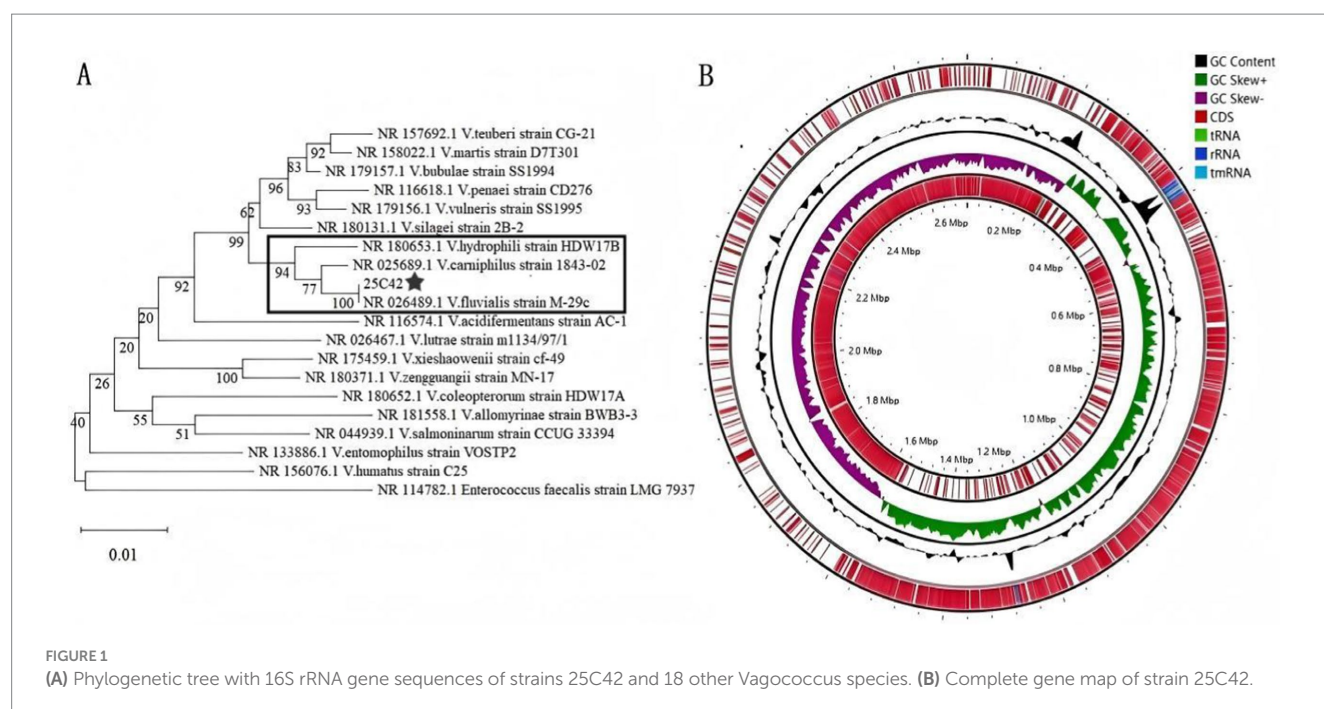 A
NR 157692.1 V.teuberi strain CG-21
92
NR 158022.1 V.martis strain D7T301
83
NR 179157.1 V.bubulae strain SS1994
96
NR 116618.1 V.penaei strain CD276
93
NR 179156.1 V.vulneris strain SS1995
62
NR 180131.1 V.silagei strain 2B-2
99
NR 180653.1 V.hydrophili strain HDW17B
94
NR 025689.1 V.carniphilus strain 1843-02
77
25C42
100
NR 026489.1 V.fluvialis strain M-29c
92
NR 116574.1 V.acidifermentans strain AC-1
20
NR 026467.1 V.lutrae strain m1134/97/1
20
NR 175459.1 V.xieshaowenii strain cf-49
100
NR 180371.1 V.zengguangii strain MN-17
26
NR 180652.1 V.coleopterorum strain HDW17A
55
NR 181558.1 V.allomyrinae strain BWB3-3
51
NR 044939.1 V.salmoninarum strain CCUG 33394
40
NR 133886.1 V.entomophilus strain VOSTP2
NR 156076.1 V.humatus strain C25
NR 114782.1 Enterococcus faecalis strain LMG 7937
0.01
B
GC Content
GC Skew+
GC Skew-
CDS
tRNA
rRNA
tmRNA
0.2 Mbp
0.4 Mbp
0.6 Mbp
0.8 Mbp
1.0 Mbp
1.2 Mbp
1.4 Mbp
1.6 Mbp
1.8 Mbp
2.0 Mbp
2.2 Mbp
2.4 Mbp
2.6 Mbp
FIGURE 1
(A) Phylogenetic tree with 16S rRNA gene sequences of strains 25C42 and 18 other Vagococcus species. (B) Complete gene map of strain 25C42.